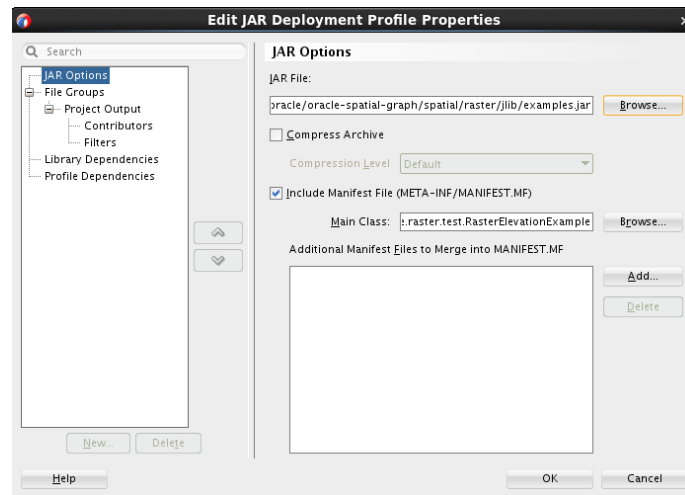 Edit JAR Deployment Profile Properties
Search
JAR Options
File Groups
Project Output
Contributors
Filters
Library Dependencies
Profile Dependencies
New...
Delete
JAR Options
JAR File:
oracle/oracle-spatial-graph/spatial/raster/jlib/examples.jar
Browse...
Compress Archive
Compression Level
Default
Include Manifest File (META-INF/MANIFEST.MF)
Main Class:
e.raster.test.RasterElevationExample
Browse...
Additional Manifest Files to Merge into MANIFEST.MF
Add...
Delete
Help
OK
Cancel